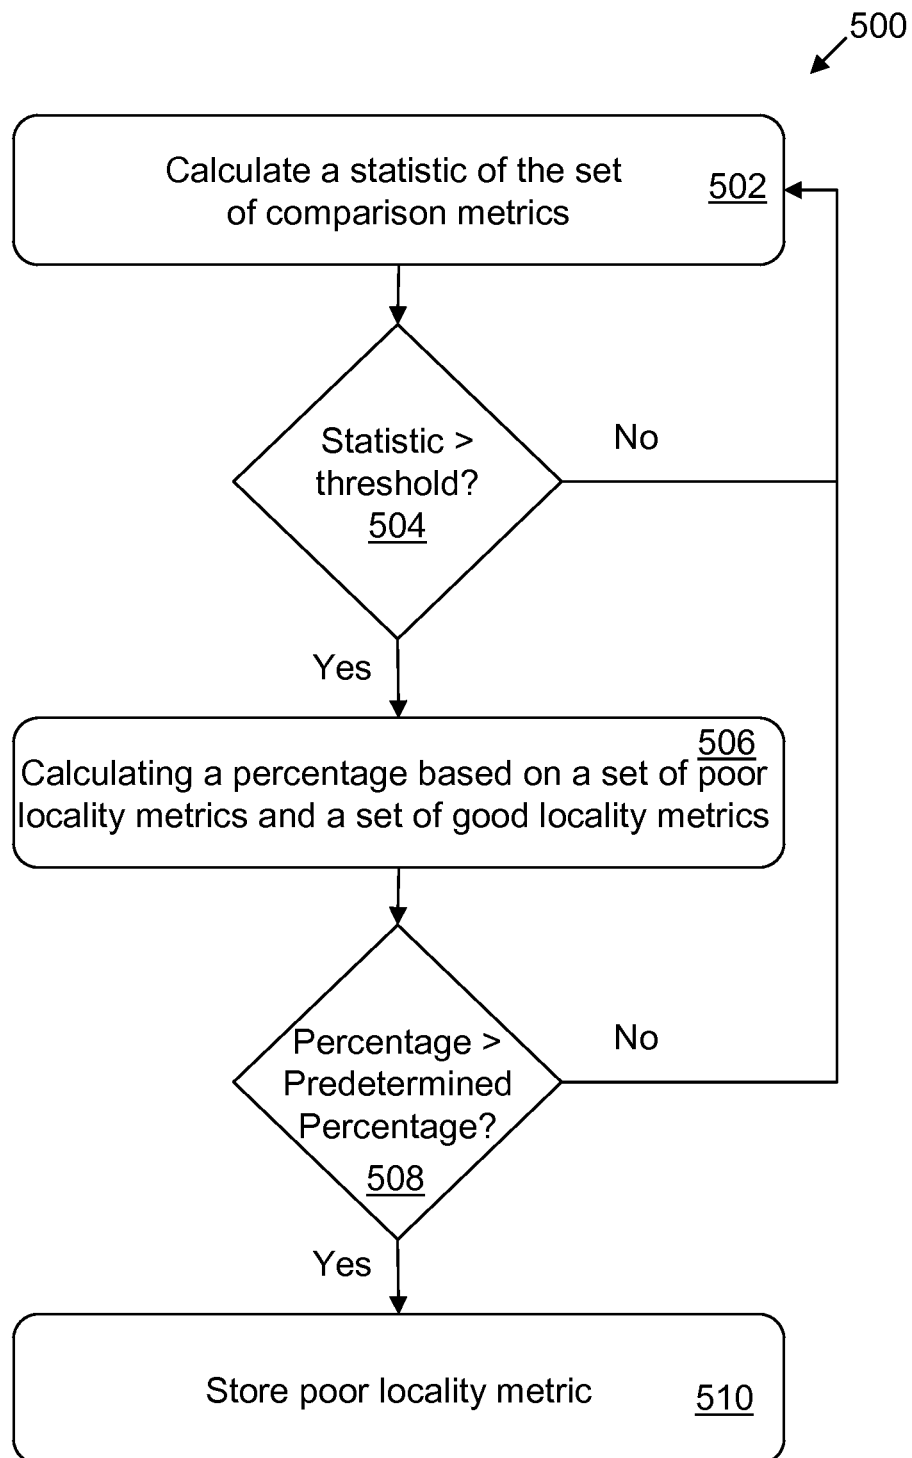 500
Calculate a statistic of the set
of comparison metrics
502
Statistic >
threshold?
504
No
Yes
506
Calculating a percentage based on a set of poor
locality metrics and a set of good locality metrics
Percentage >
Predetermined
Percentage?
508
No
Yes
Store poor locality metric
510